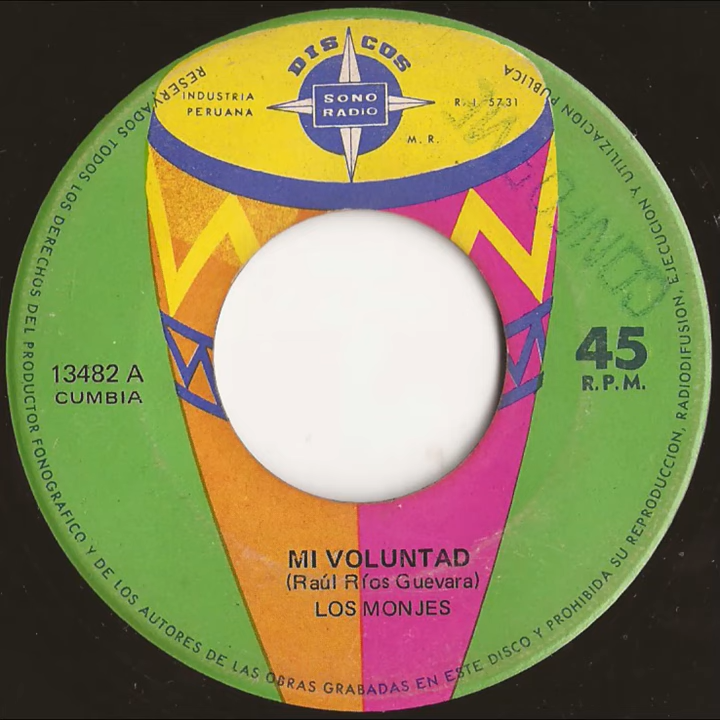 DISCOS
INDUSTRIA
PERUANA
SONO
RADIO
R. I. 5731
M. R.
13482 A
CUMBIA
45
R.P.M.
MI VOLUNTAD
(Raúl Ríos Guevara)
LOS MONJES
RESERVADOS TODOS LOS DERECHOS DEL PRODUCTOR FONOGRAFICO Y DE LOS AUTORES DE LAS OBRAS GRABADAS EN ESTE DISCO Y PROHIBIDA SU REPRODUCCION, RADIODIFUSION, EJECUCION Y UTILIZACION PUBLICA